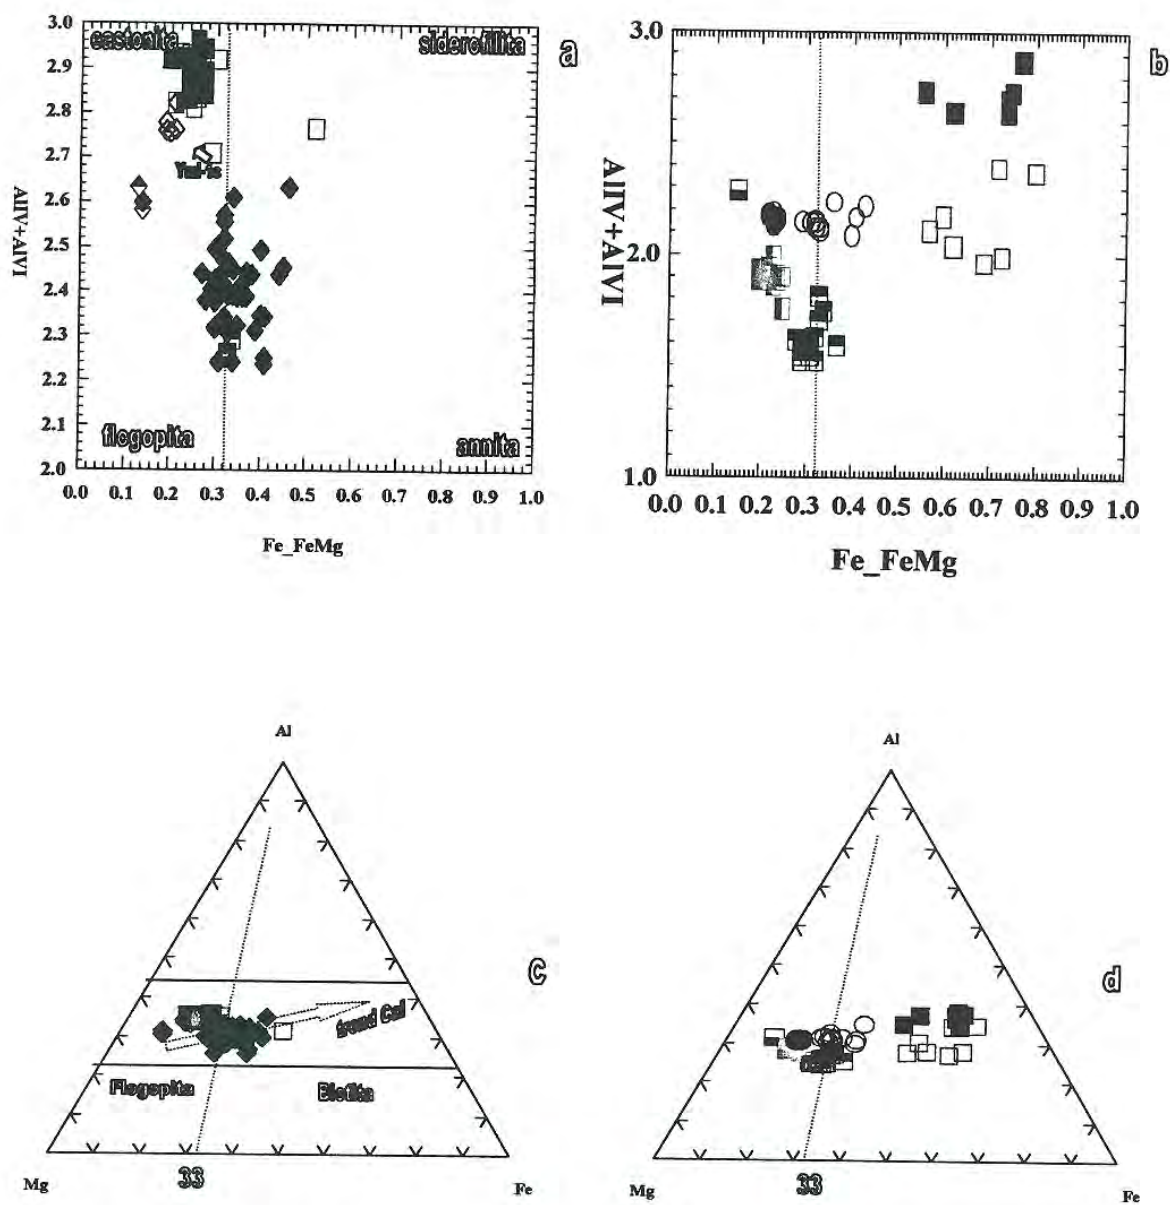 3.0
eastonita
siderofilita
a
2.9
2.8
2.7
2.6
2.5
2.4
2.3
2.2
2.1
2.0
AlIV+AlVI
flogopita
annita
0.0 0.1 0.2 0.3 0.4 0.5 0.6 0.7 0.8 0.9 1.0
Fe_FeMg
3.0
b
2.0
1.0
AlIV+AlVI
0.0 0.1 0.2 0.3 0.4 0.5 0.6 0.7 0.8 0.9 1.0
Fe_FeMg
Al
c
trend Cal
Flogopita
Biotita
33
Mg
Fe
Al
d
33
Mg
Fe